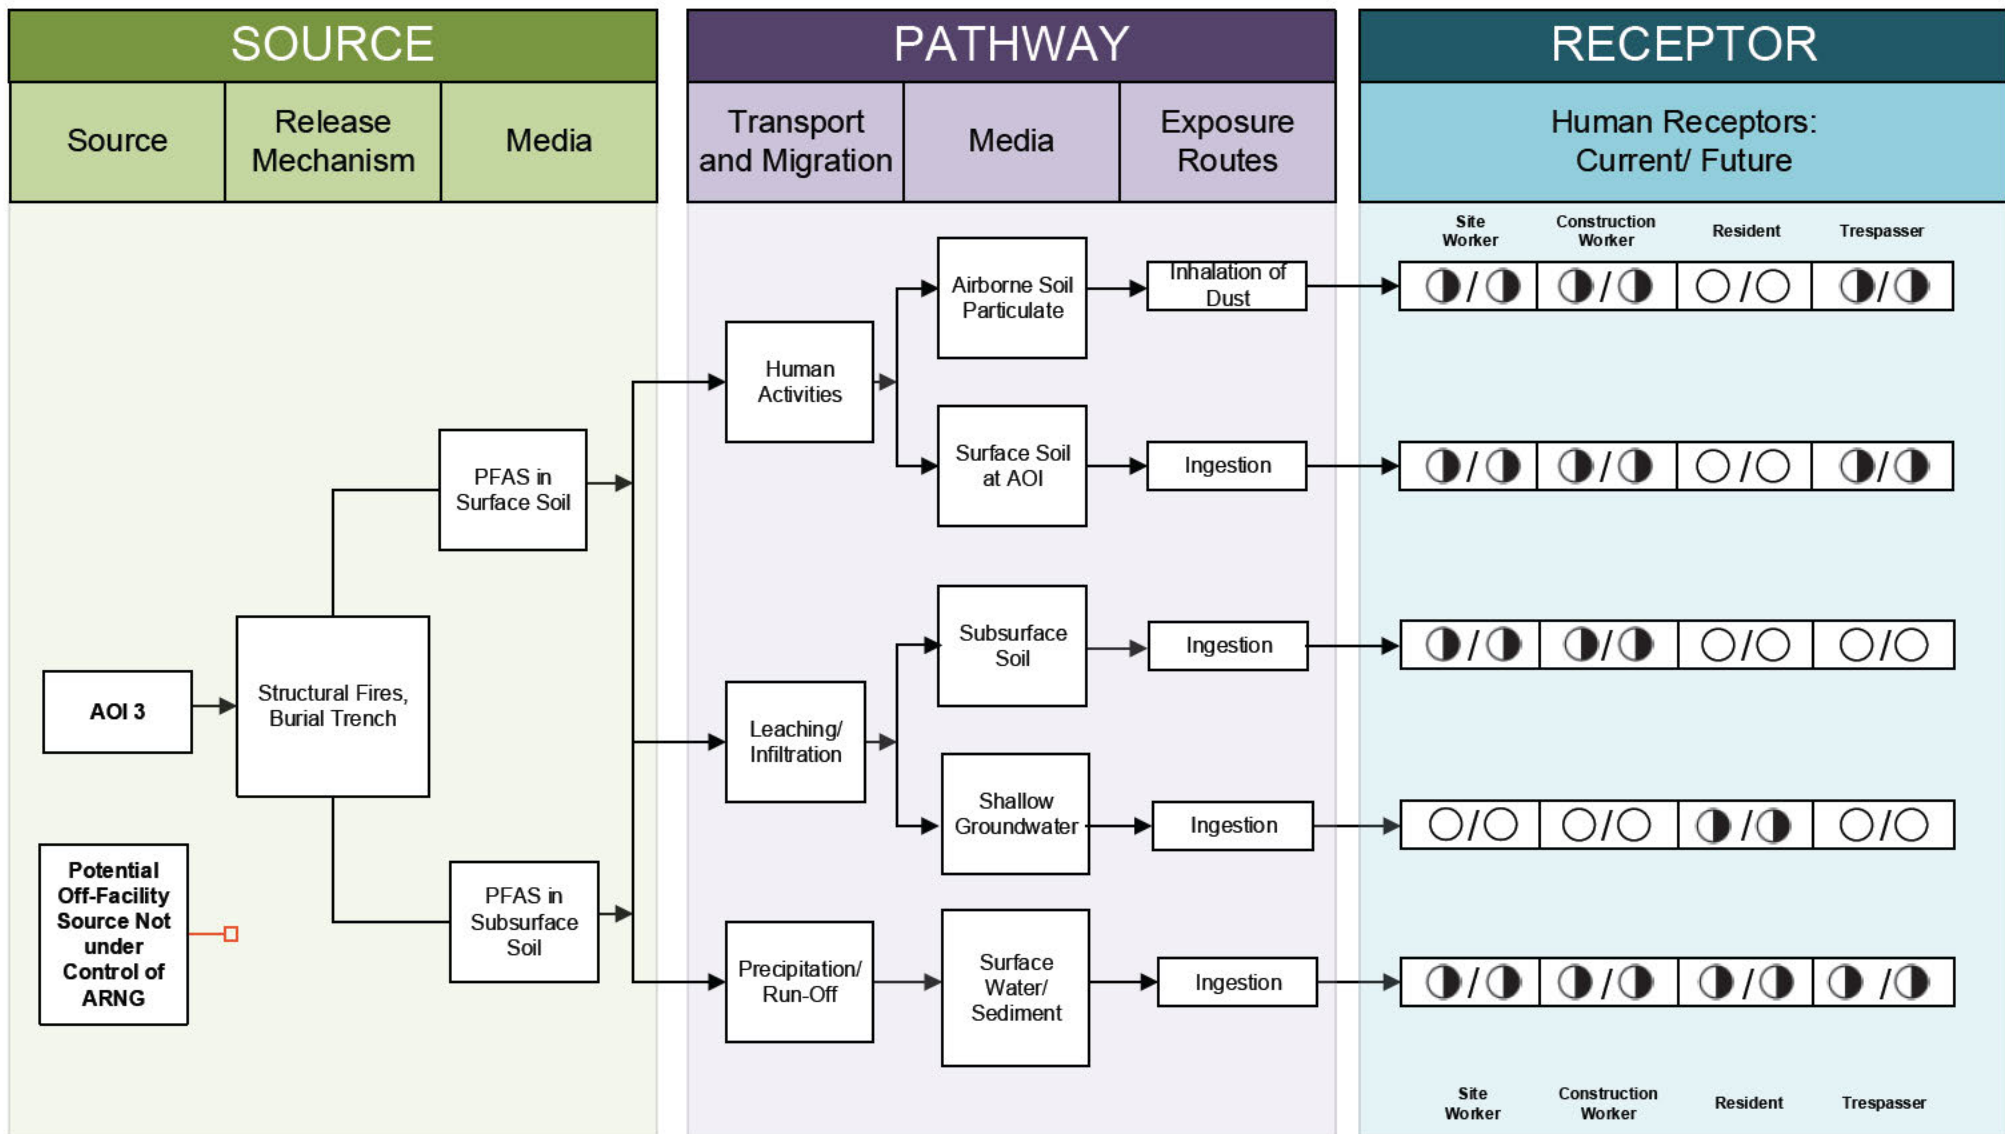 SOURCE
PATHWAY
RECEPTOR
Source
Release
Mechanism
Media
Transport
and Migration
Media
Exposure
Routes
Human Receptors:
Current/ Future
Site
Worker
Construction
Worker
Resident
Trespasser
Airborne Soil
Particulate
Inhalation of
Dust
/
/
/
/
Human
Activities
Surface Soil
at AOI
Ingestion
/
/
/
/
PFAS in
Surface Soil
Subsurface
Soil
Ingestion
/
/
/
/
AOI 3
Structural Fires,
Burial Trench
Leaching/
Infiltration
Shallow
Groundwater
Ingestion
/
/
/
/
Potential
Off-Facility
Source Not
under
Control of
ARNG
PFAS in
Subsurface
Soil
Precipitation/
Run-Off
Surface
Water/
Sediment
Ingestion
/
/
/
/
Site
Worker
Construction
Worker
Resident
Trespasser